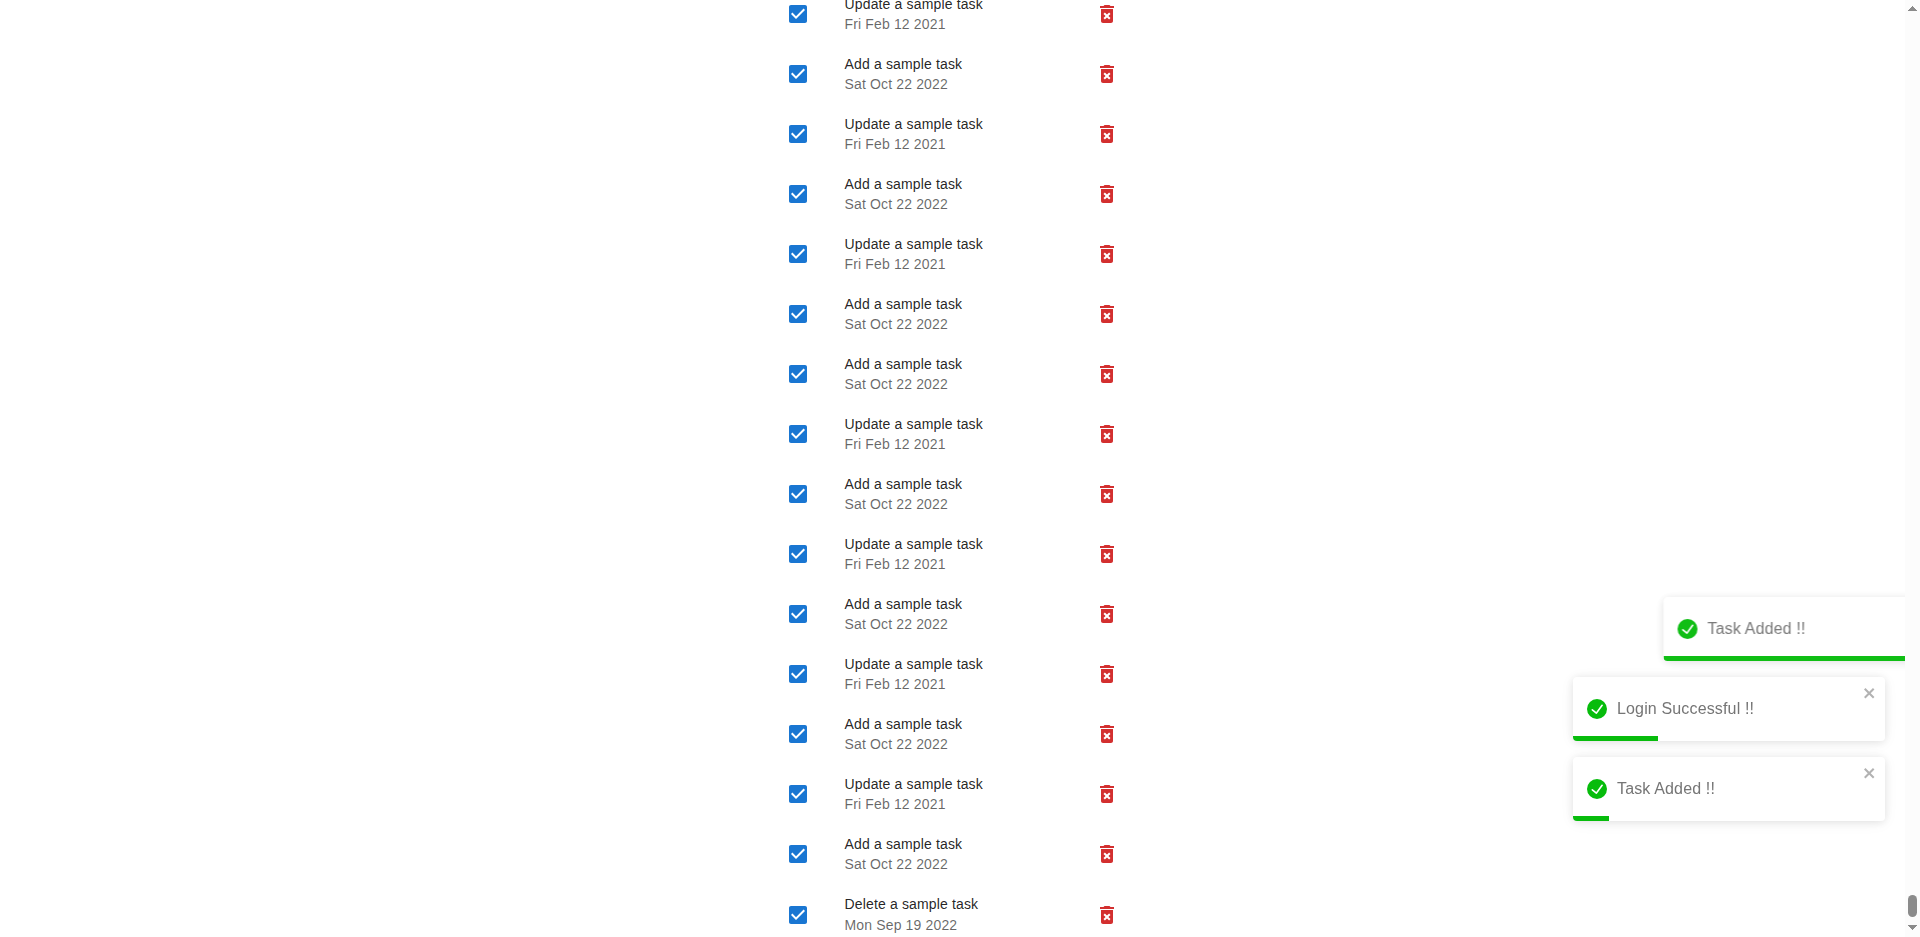 Update a sample task
Fri Feb 12 2021
Add a sample task
Sat Oct 22 2022
Update a sample task
Fri Feb 12 2021
Add a sample task
Sat Oct 22 2022
Update a sample task
Fri Feb 12 2021
Add a sample task
Sat Oct 22 2022
Add a sample task
Sat Oct 22 2022
Update a sample task
Fri Feb 12 2021
Add a sample task
Sat Oct 22 2022
Update a sample task
Fri Feb 12 2021
Add a sample task
Sat Oct 22 2022
Update a sample task
Fri Feb 12 2021
Add a sample task
Sat Oct 22 2022
Update a sample task
Fri Feb 12 2021
Add a sample task
Sat Oct 22 2022
Delete a sample task
Mon Sep 19 2022
Task Added !!
Login Successful !!
Task Added !!